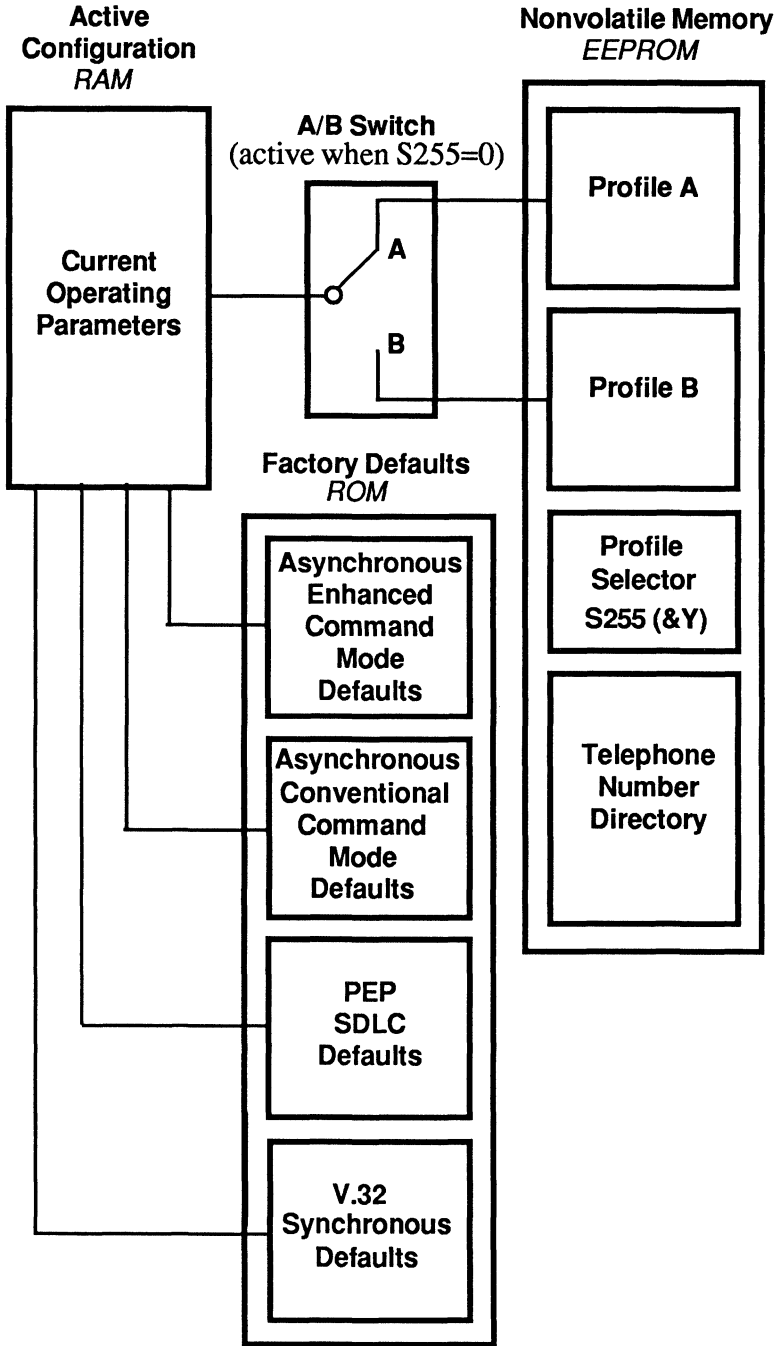 Active
Configuration
RAM
Nonvolatile Memory
EEPROM
A/B Switch
(active when S255=0)
Current
Operating
Parameters
A
B
Profile A
Profile B
Profile
Selector
S255 (&Y)
Telephone
Number
Directory
Factory Defaults
ROM
Asynchronous
Enhanced
Command
Mode
Defaults
Asynchronous
Conventional
Command
Mode
Defaults
PEP
SDLC
Defaults
V.32
Synchronous
Defaults